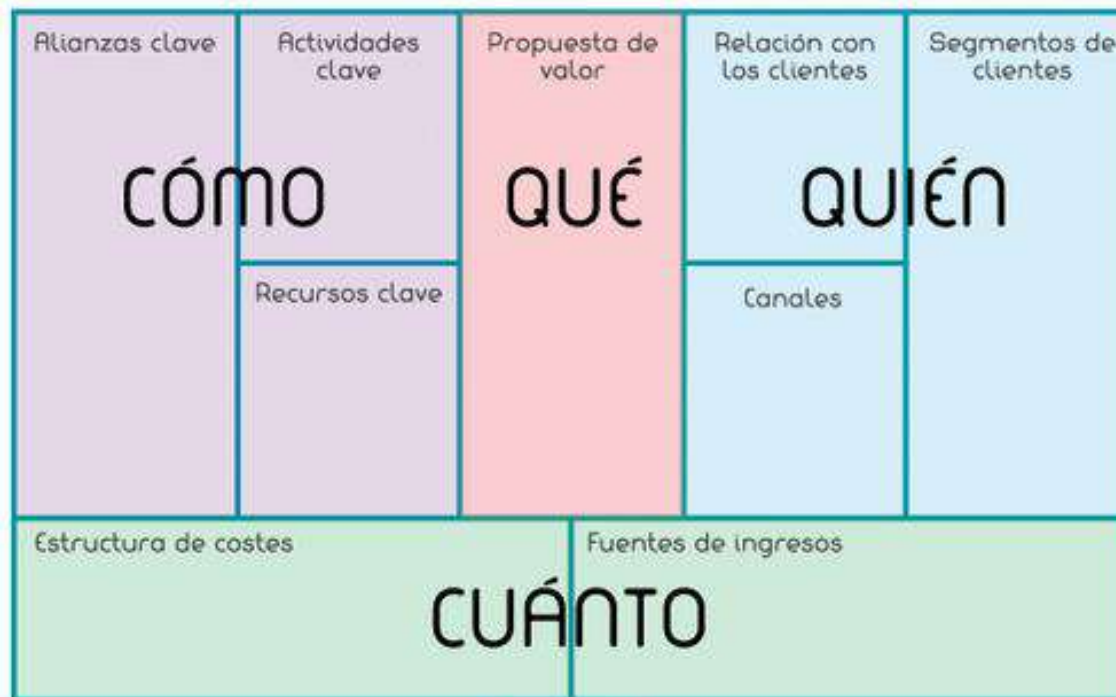 Alianzas clave
Actividades
clave
Propuesta de
valor
Relación con
los clientes
Segmentos de
clientes
CÓMO
QUÉ
QUIÉN
Recursos clave
Canales
Estructura de costes
Fuentes de ingresos
CUÁNTO